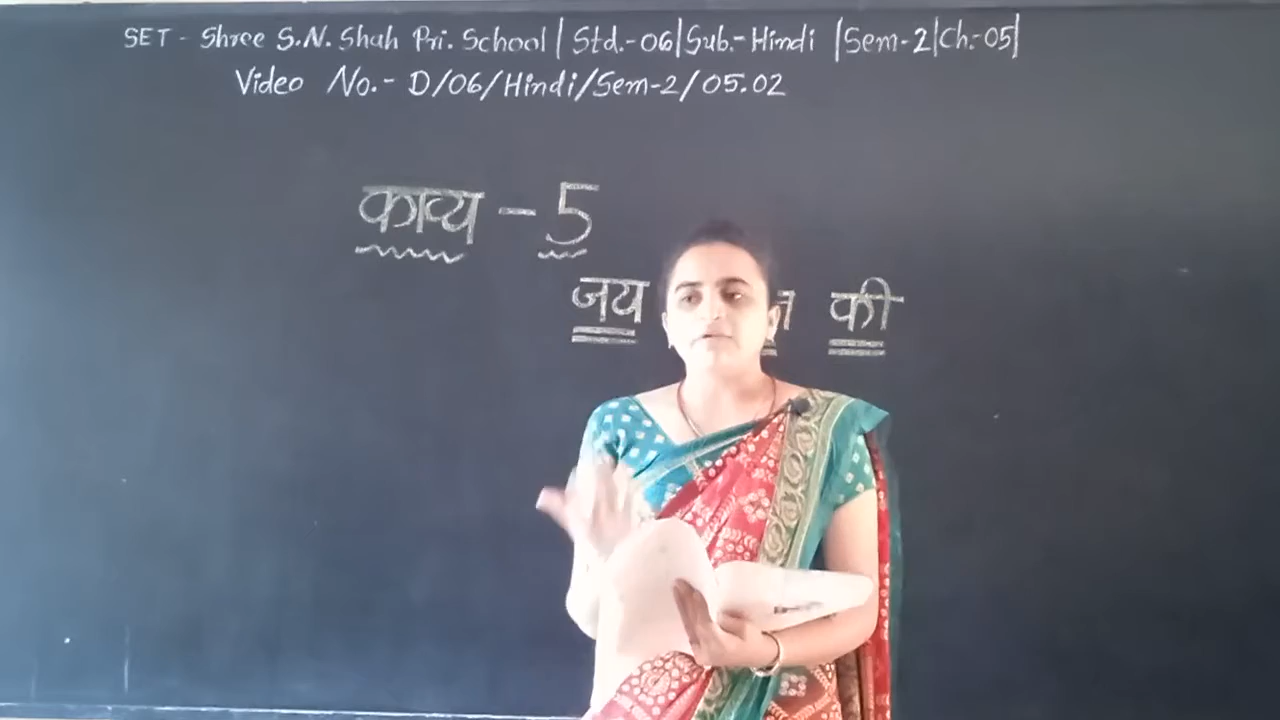 SET - Shree S.N. Shah Pri. School | Std.-06 | Sub.- Hindi | Sem-2 | Ch.-05 |
Video No.- D/06/Hindi/Sem-2/05.02
काव्य - 5
जय की